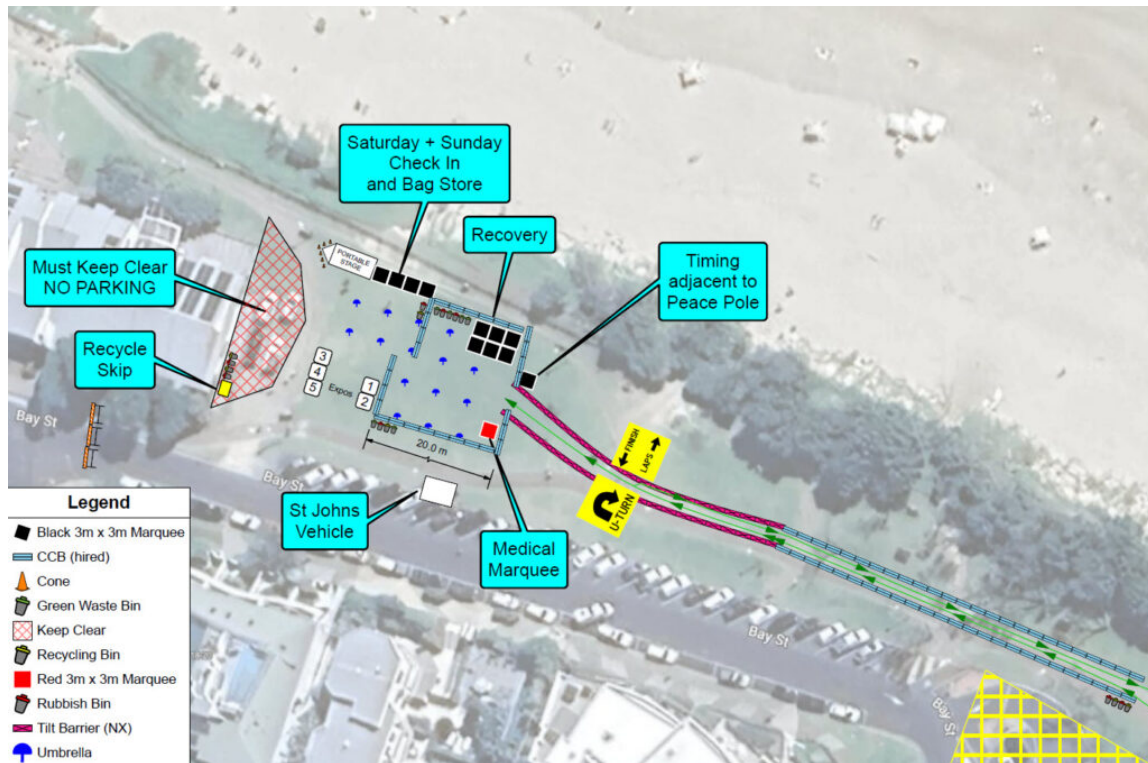 Saturday + Sunday
Check In
and Bag Store
Recovery
Must Keep Clear
NO PARKING
PORTABLE
STAGE
Timing
adjacent to
Peace Pole
Recycle
Skip
3
4
5
Expos
1
2
Bay St
20.0 m
Bay St
FINISH
LAPS
U-TURN
St Johns
Vehicle
Medical
Marquee
Bay St
Bay St
Legend
Black 3m x 3m Marquee
CCB (hired)
Cone
Green Waste Bin
Keep Clear
Recycling Bin
Red 3m x 3m Marquee
Rubbish Bin
Tilt Barrier (NX)
Umbrella